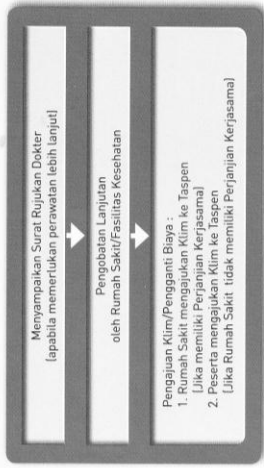 Menyampaikan Surat Rujukan Dokter
(apabila memerlukan perawatan lebih lanjut)
Pengobatan Lanjutan
oleh Rumah Sakit/Fasilitas Kesehatan
Pengajuan Klim/Pengganti Biaya :
1. Rumah Sakit mengajukan Klim ke Taspen
(Jika memiliki Perjanjian Kerjasama)
2. Peserta mengajukan Klim ke Taspen
(Jika Rumah Sakit tidak memiliki Perjanjian Kerjasama)